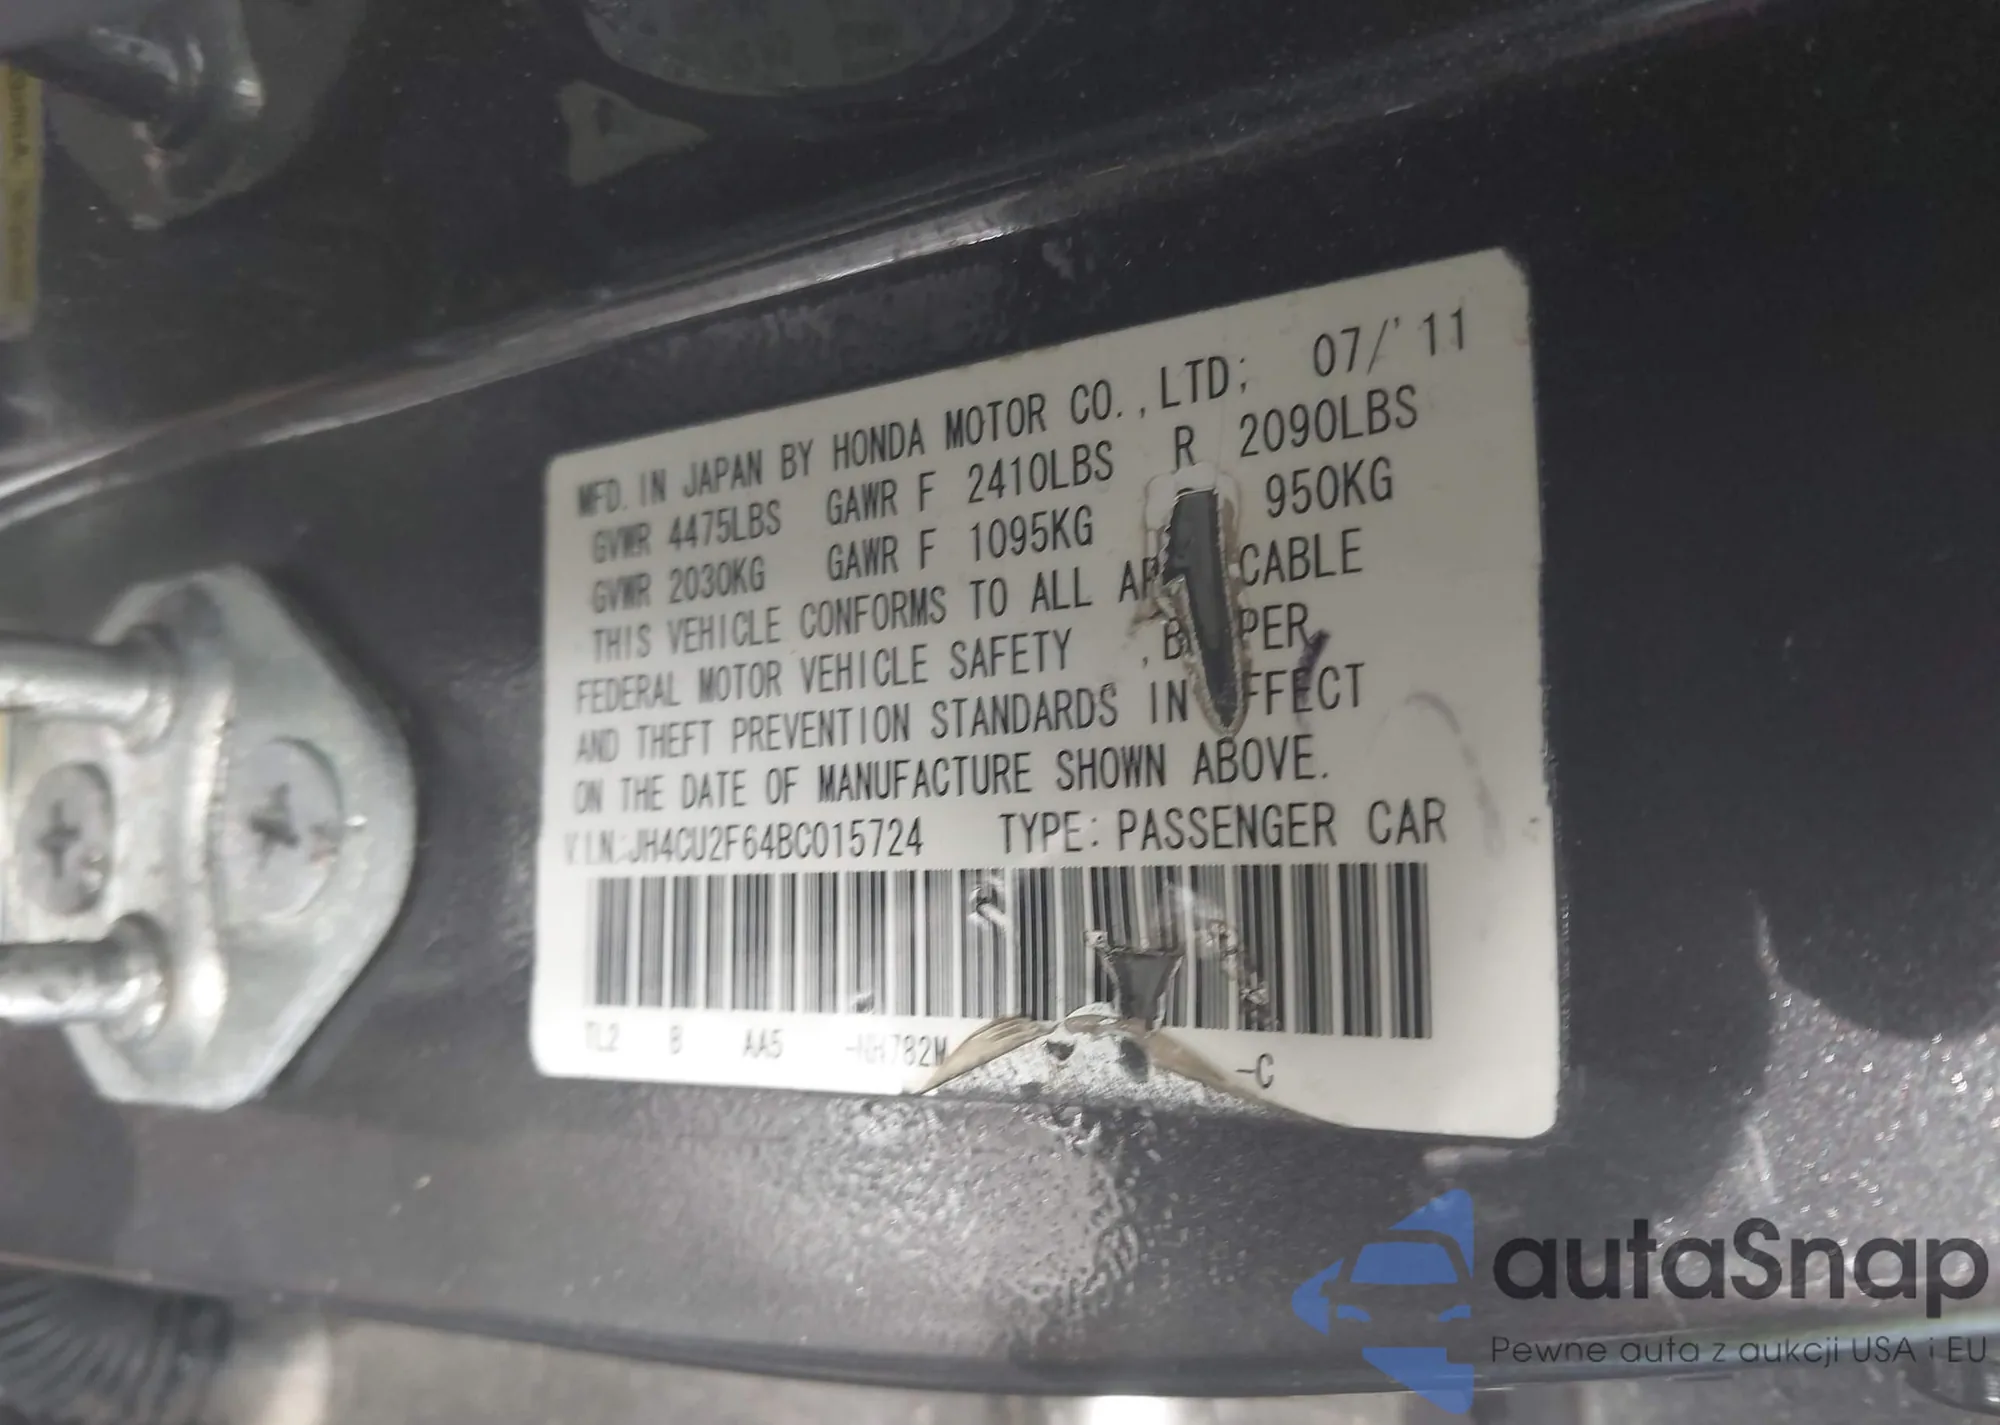 MFD. IN JAPAN BY HONDA MOTOR CO., LTD; 07/'11
GVWR 4475LBS GAWR F 2410LBS R 2090LBS
GVWR 2030KG GAWR F 1095KG 950KG
THIS VEHICLE CONFORMS TO ALL CABLE
FEDERAL MOTOR VEHICLE SAFETY , B PER
AND THEFT PREVENTION STANDARDS IN FFECT
ON THE DATE OF MANUFACTURE SHOWN ABOVE.
V.I.N:JH4CU2F64BC015724 TYPE: PASSENGER CAR
TL2 B AA5 -NH782M -C
autaSnap
Pewne auta z aukcji USA i EU